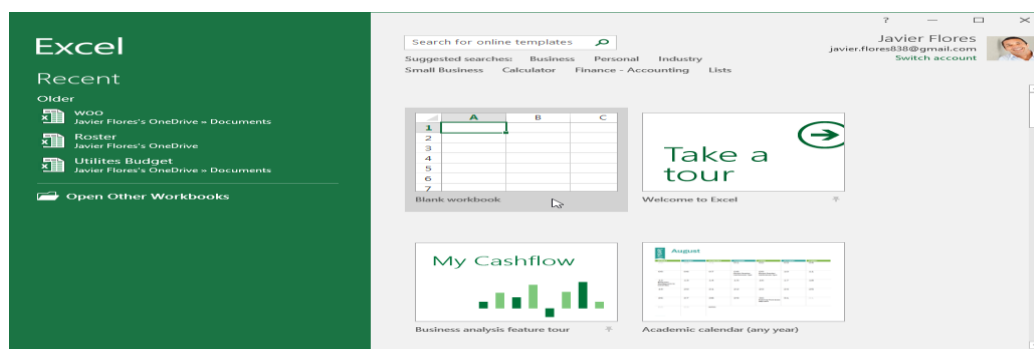 Excel
Recent
Older
woo
Javier Flores's OneDrive » Documents
Roster
Javier Flores's OneDrive
Utilites Budget
Javier Flores's OneDrive » Documents
Open Other Workbooks
?
Javier Flores
javier.flores838@gmail.com
Switch account
Search for online templates
Suggested searches: Business Personal Industry
Small Business Calculator Finance - Accounting Lists
A B C
1
2
3
4
5
6
7
Blank workbook
Take a
tour
Welcome to Excel
My Cashflow
Business analysis feature tour
August
Academic calendar (any year)